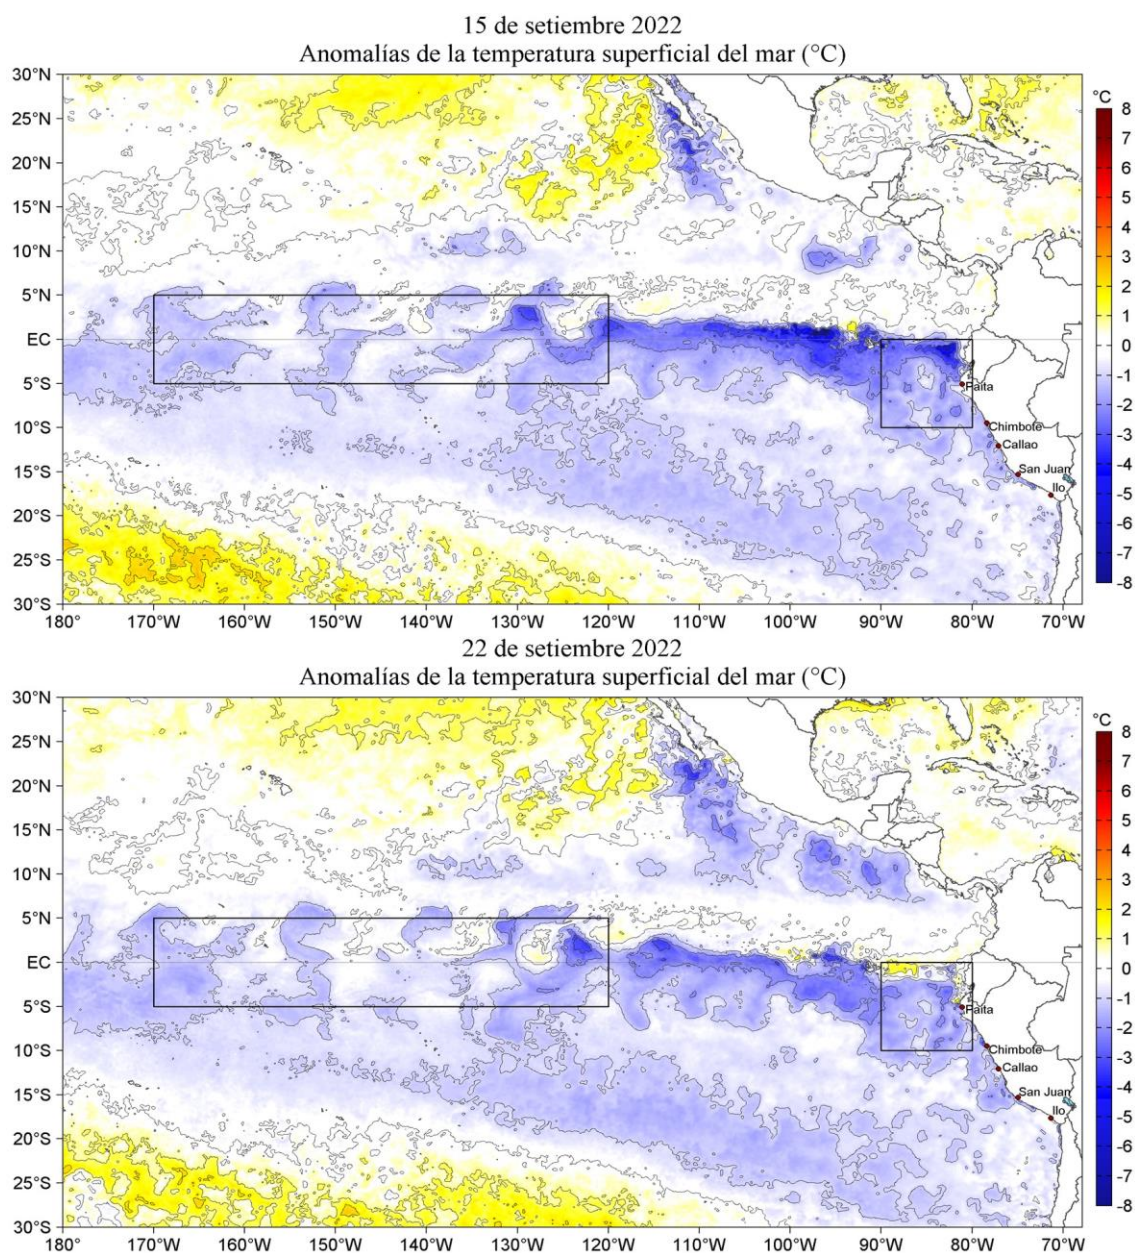 15 de setiembre 2022
Anomalías de la temperatura superficial del mar (°C)
30°N
25°N
20°N
15°N
10°N
5°N
EC
5°S
10°S
15°S
20°S
25°S
30°S
Paita
Chimbote
Callao
San Juan
Ilo
°C
8
7
6
5
4
3
2
1
0
-1
-2
-3
-4
-5
-6
-7
-8
180 170°W 160°W 150°W 140°W 130°W 120°W 110°W 100°W 90°W 80°W 70°W
22 de setiembre 2022
Anomalías de la temperatura superficial del mar (°C)
30°N
25°N
20°N
15°N
10°N
5°N
EC
5°S
10°S
15°S
20°S
25°S
30°S
Paita
Chimbote
Callao
San Juan
Ilo
°C
8
7
6
5
4
3
2
1
0
-1
-2
-3
-4
-5
-6
-7
-8
180 170°W 160°W 150°W 140°W 130°W 120°W 110°W 100°W 90°W 80°W 70°W